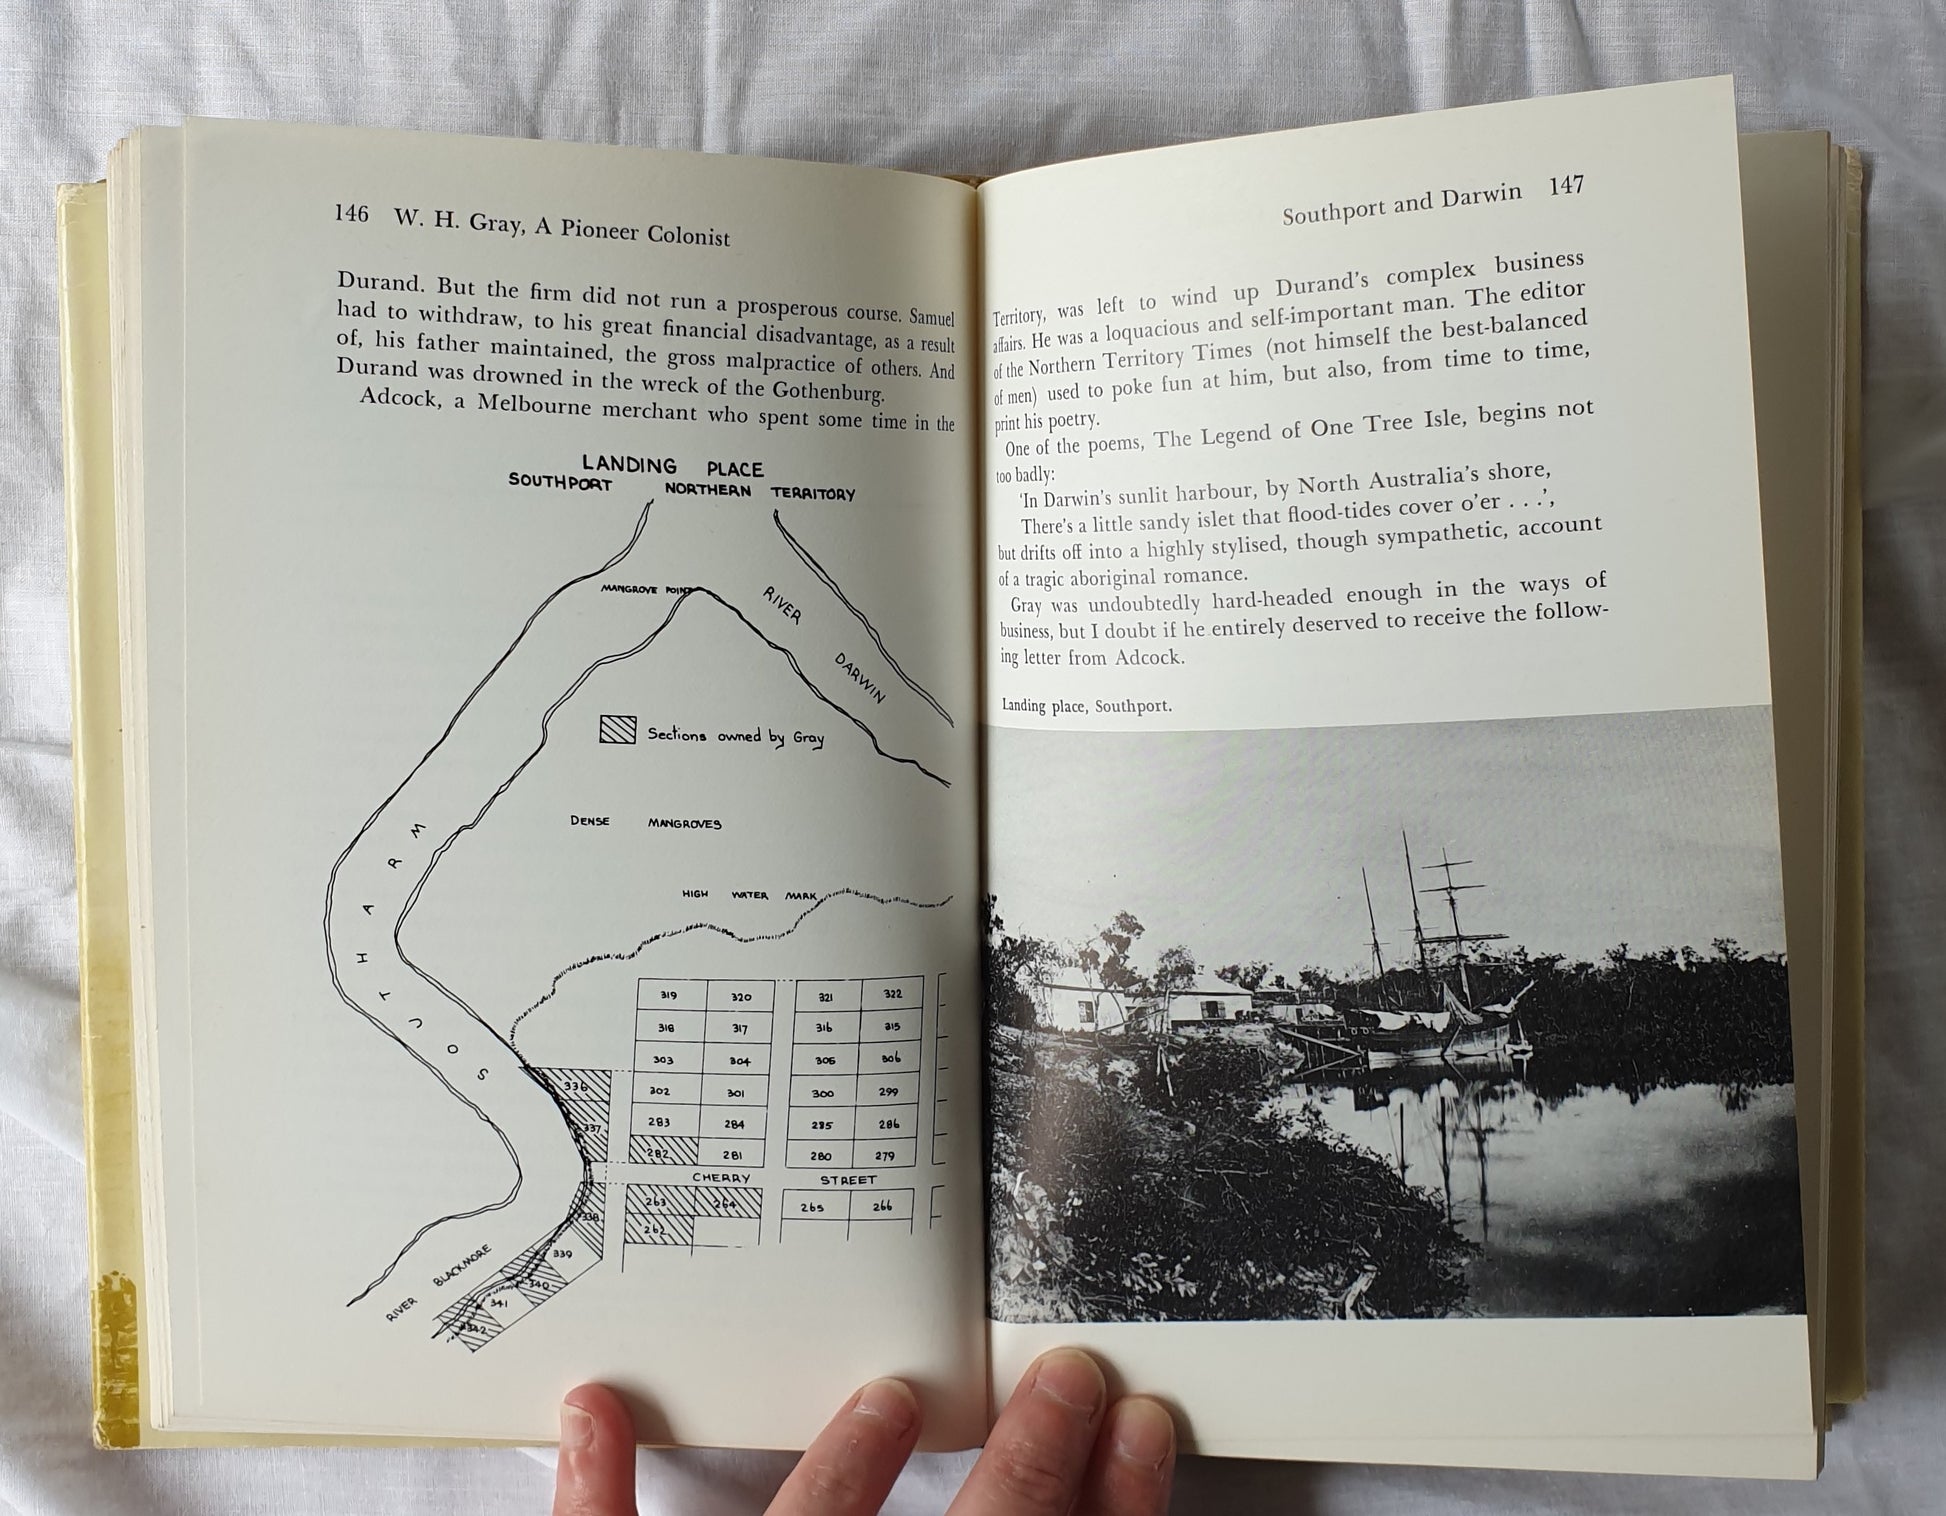 146 W. H. Gray, A Pioneer Colonist
Durand. But the firm did not run a prosperous course. Samuel
had to withdraw, to his great financial disadvantage, as a result
of, his father maintained, the gross malpractice of others. And
Durand was drowned in the wreck of the Gothenburg.
Adcock, a Melbourne merchant who spent some time in the
LANDING PLACE
SOUTHPORT NORTHERN TERRITORY
MANGROVE POINT
RIVER
DARWIN
Sections owned by Gray
DENSE MANGROVES
SOUTH ARM
HIGH WATER MARK
319 320 321 322
318 317 316 315
303 304 305 306
302 301 300 299
283 284 285 286
282 281 280 279
336
337
CHERRY STREET
263 264 265 266
262
338
339
340
341
342
RIVER BLACKMORE
Southport and Darwin 147
Territory, was left to wind up Durand's complex business
affairs. He was a loquacious and self-important man. The editor
of the Northern Territory Times (not himself the best-balanced
of men) used to poke fun at him, but also, from time to time,
print his poetry.
One of the poems, The Legend of One Tree Isle, begins not
too badly:
'In Darwin's sunlit harbour, by North Australia's shore,
There's a little sandy islet that flood-tides cover o'er . . .',
but drifts off into a highly stylised, though sympathetic, account
of a tragic aboriginal romance.
Gray was undoubtedly hard-headed enough in the ways of
business, but I doubt if he entirely deserved to receive the follow-
ing letter from Adcock.
Landing place, Southport.